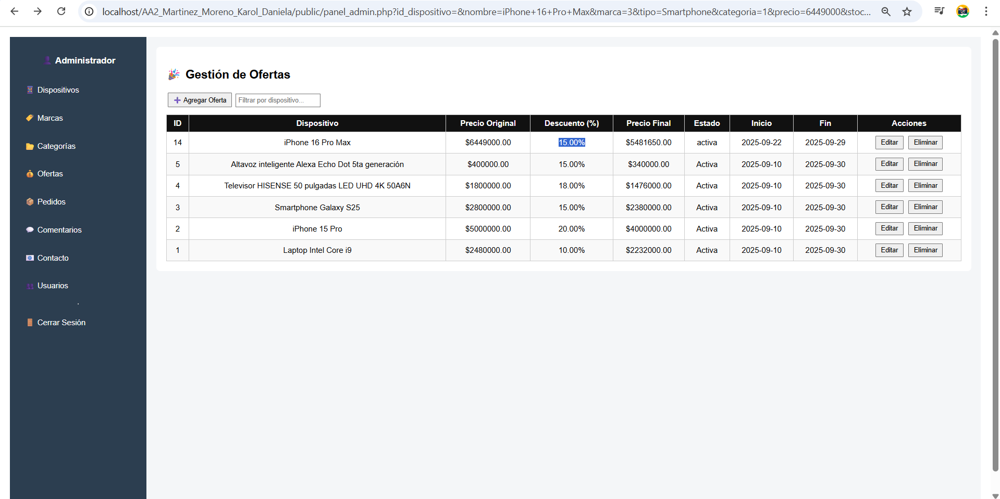 localhost/AA2_Martinez_Moreno_Karol_Daniela/public/panel_admin.php?id_dispositivo=&nombre=iPhone+16+Pro+Max&marca=3&tipo=Smartphone&categoria=1&precio=6449000&stoc...
Administrador
Dispositivos
Marcas
Categorías
Ofertas
Pedidos
Comentarios
Contacto
Usuarios
.
Cerrar Sesión
Gestión de Ofertas
Agregar Oferta Filtrar por dispositivo...
ID Dispositivo Precio Original Descuento (%) Precio Final Estado Inicio Fin Acciones
14 iPhone 16 Pro Max $6449000.00 15.00% $5481650.00 activa 2025-09-22 2025-09-29 Editar Eliminar
5 Altavoz inteligente Alexa Echo Dot 5ta generación $400000.00 15.00% $340000.00 Activa 2025-09-10 2025-09-30 Editar Eliminar
4 Televisor HISENSE 50 pulgadas LED UHD 4K 50A6N $1800000.00 18.00% $1476000.00 Activa 2025-09-10 2025-09-30 Editar Eliminar
3 Smartphone Galaxy S25 $2800000.00 15.00% $2380000.00 Activa 2025-09-10 2025-09-30 Editar Eliminar
2 iPhone 15 Pro $5000000.00 20.00% $4000000.00 Activa 2025-09-10 2025-09-30 Editar Eliminar
1 Laptop Intel Core i9 $2480000.00 10.00% $2232000.00 Activa 2025-09-10 2025-09-30 Editar Eliminar